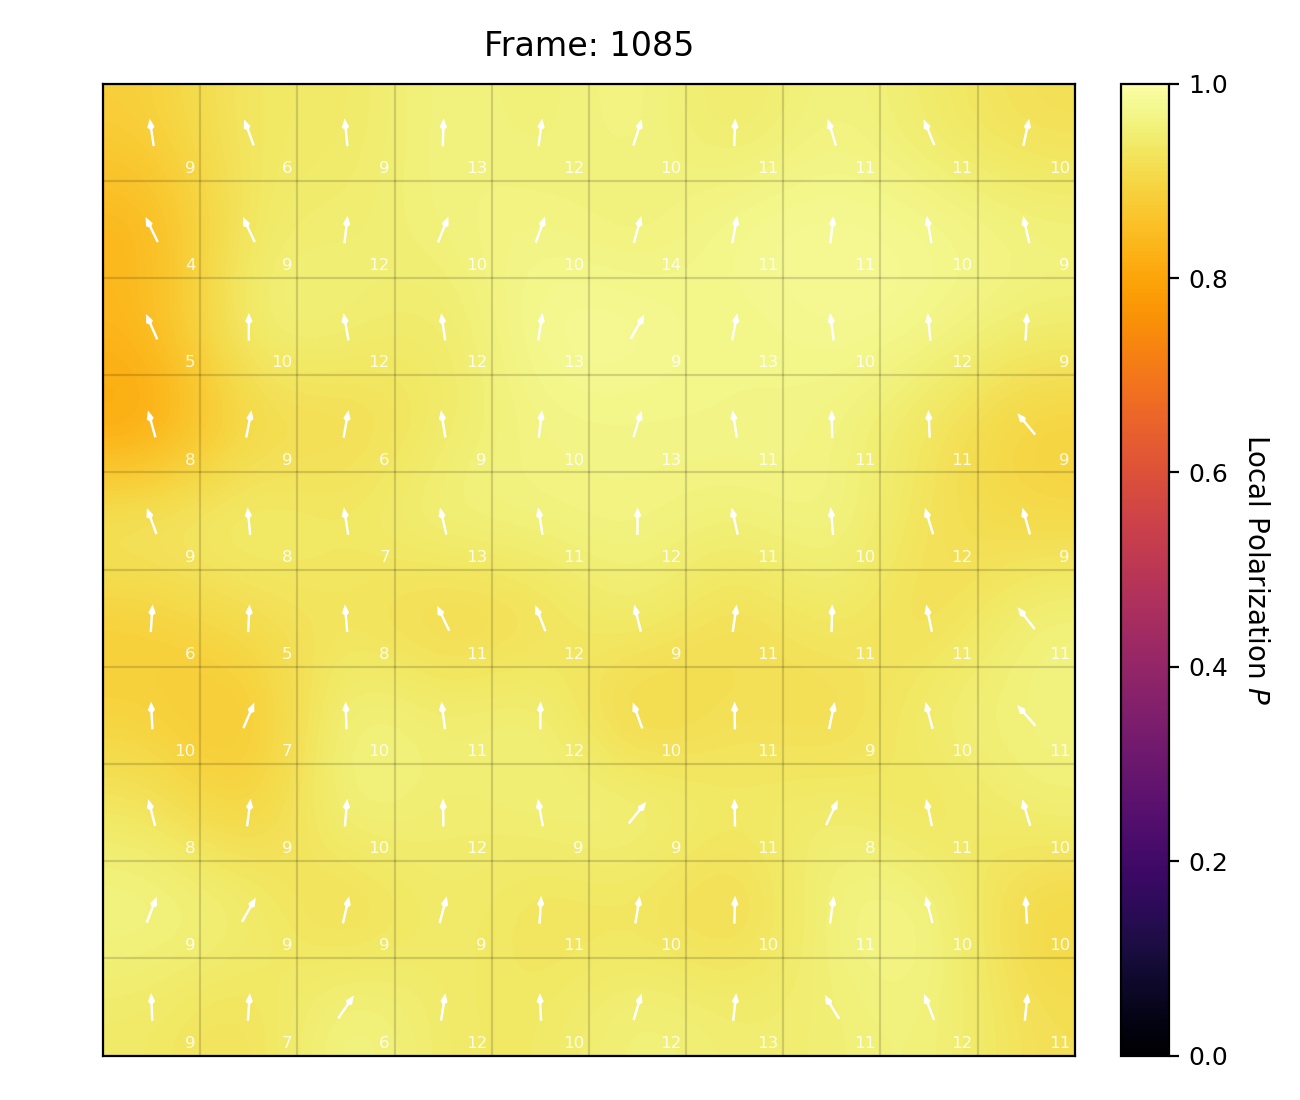 Frame: 1085
9 6 9 13 12 10 11 11 11 10
4 9 12 10 10 14 11 11 10 9
5 10 12 12 13 9 13 10 12 9
8 9 6 9 10 13 11 11 11 9
9 8 7 13 11 12 11 10 12 9
6 5 8 11 12 9 11 11 11 11
10 7 10 11 12 10 11 9 10 11
8 9 10 12 9 9 11 8 11 10
9 9 9 9 11 10 10 11 10 10
9 7 6 12 10 12 13 11 12 11
1.0
0.8
0.6
0.4
0.2
0.0
Local Polarization P